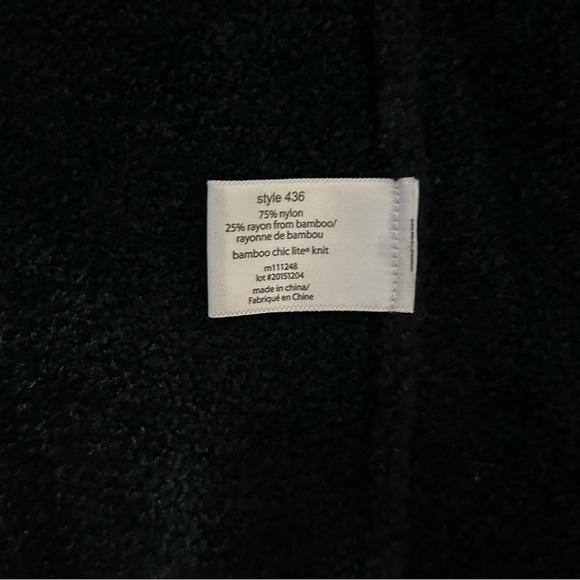 style 436
75% nylon
25% rayon from bamboo/
rayonne de bambou
bamboo chic lite® knit
m111248
lot #20151204
made in china/
Fabriqué en Chine